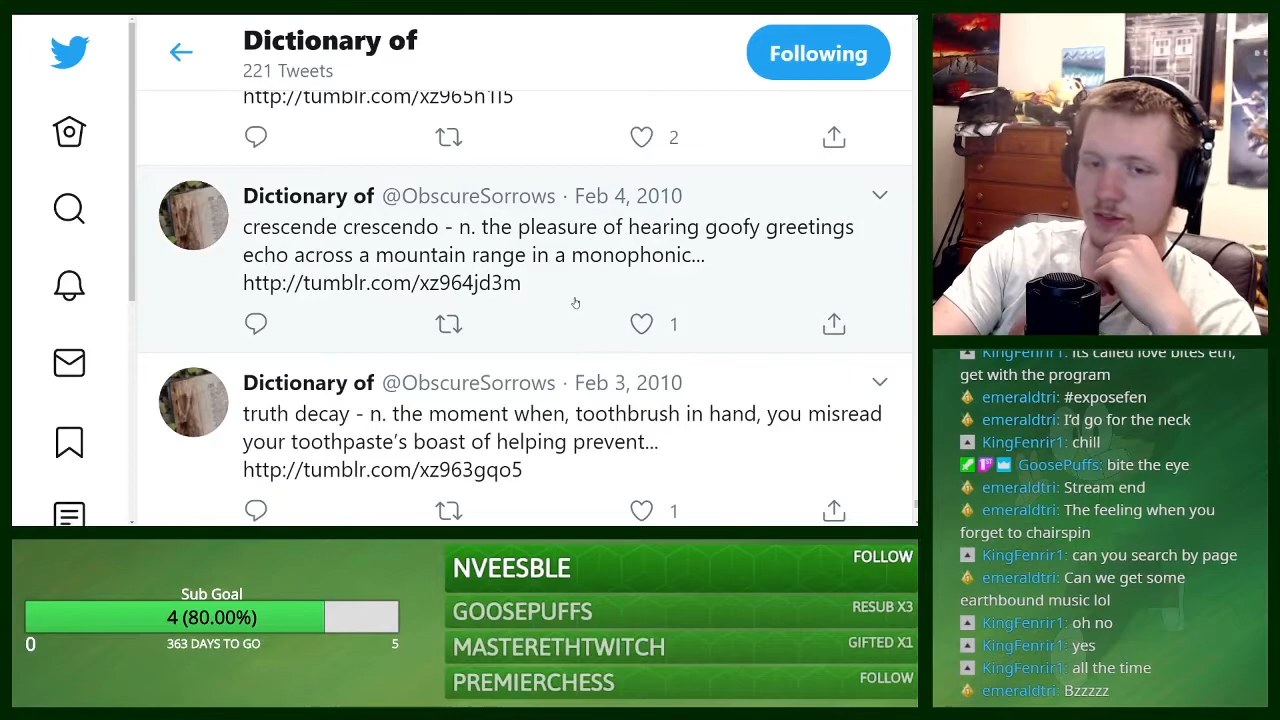 Dictionary of
221 Tweets
Following
http://tumblr.com/xz965h1l5
2
Dictionary of @ObscureSorrows · Feb 4, 2010
crescende crescendo - n. the pleasure of hearing goofy greetings
echo across a mountain range in a monophonic...
http://tumblr.com/xz964jd3m
1
Dictionary of @ObscureSorrows · Feb 3, 2010
truth decay - n. the moment when, toothbrush in hand, you misread
your toothpaste’s boast of helping prevent...
http://tumblr.com/xz963gqo5
1
Sub Goal
4 (80.00%)
0
363 DAYS TO GO
5
NVEESBLE FOLLOW
GOOSEPUFFS RESUB X3
MASTERETHTWITCH GIFTED X1
PREMIERCHESS FOLLOW
KingFenrir1: its called love bites eth,
get with the program
emeraldtri: #exposefen
emeraldtri: I’d go for the neck
KingFenrir1: chill
GoosePuffs: bite the eye
emeraldtri: Stream end
emeraldtri: The feeling when you
forget to chairspin
KingFenrir1: can you search by page
emeraldtri: Can we get some
earthbound music lol
KingFenrir1: oh no
KingFenrir1: yes
KingFenrir1: all the time
emeraldtri: Bzzzzz